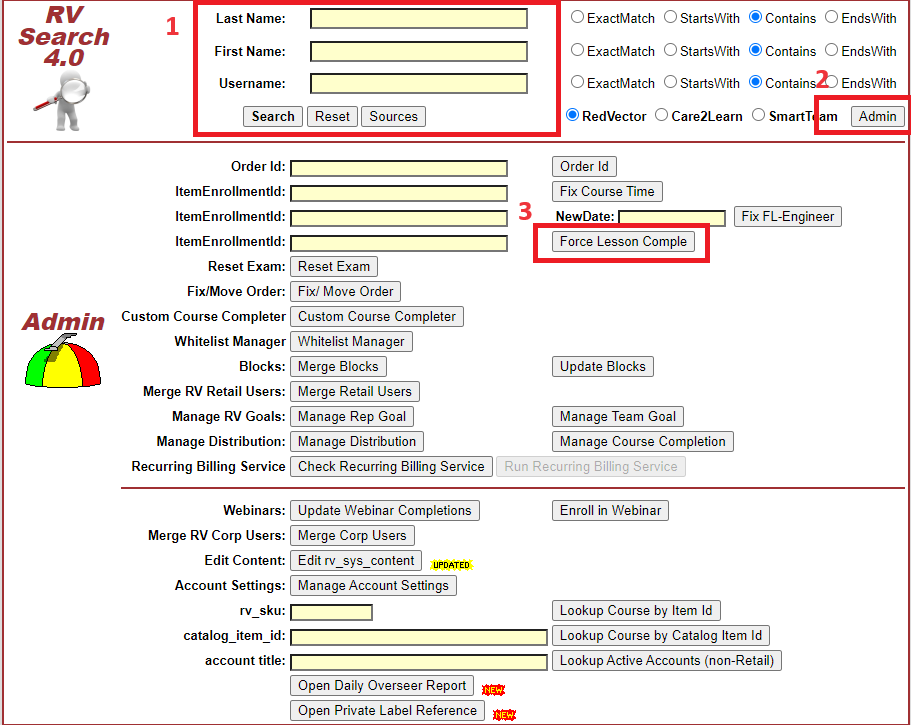 RV
Search
4.0
1
Last Name: ExactMatch StartsWith Contains EndsWith
First Name: ExactMatch StartsWith Contains EndsWith
Username: ExactMatch StartsWith Contains EndsWith
2
Search Reset Sources RedVector Care2Learn SmartTeam Admin
Order Id: Order Id
ItemEnrollmentId: Fix Course Time
3
ItemEnrollmentId: NewDate: Fix FL-Engineer
ItemEnrollmentId: Force Lesson Comple
Reset Exam: Reset Exam
Fix/Move Order: Fix/ Move Order
Admin
Custom Course Completer Custom Course Completer
Whitelist Manager Whitelist Manager
Blocks: Merge Blocks Update Blocks
Merge RV Retail Users: Merge Retail Users
Manage RV Goals: Manage Rep Goal Manage Team Goal
Manage Distribution: Manage Distribution Manage Course Completion
Recurring Billing Service Check Recurring Billing Service Run Recurring Billing Service
Webinars: Update Webinar Completions Enroll in Webinar
Merge RV Corp Users: Merge Corp Users
Edit Content: Edit rv_sys_content UPDATED
Account Settings: Manage Account Settings
rv_sku: Lookup Course by Item Id
catalog_item_id: Lookup Course by Catalog Item Id
account title: Lookup Active Accounts (non-Retail)
Open Daily Overseer Report NEW
Open Private Label Reference NEW